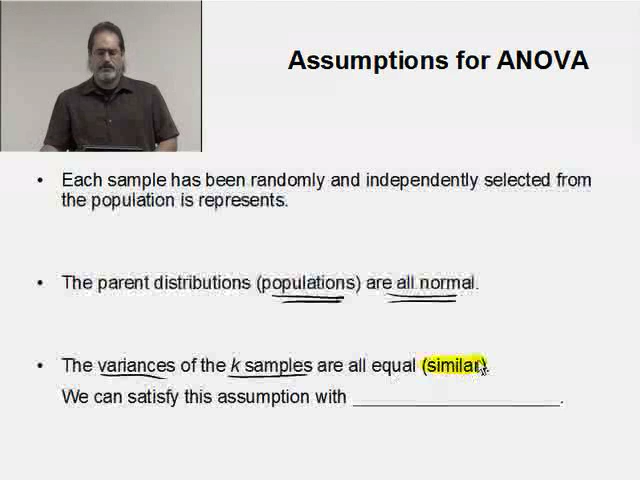 Assumptions for ANOVA
• Each sample has been randomly and independently selected from
the population is represents.
• The parent distributions (populations) are all normal.
• The variances of the k samples are all equal (similar).
We can satisfy this assumption with ____________________.